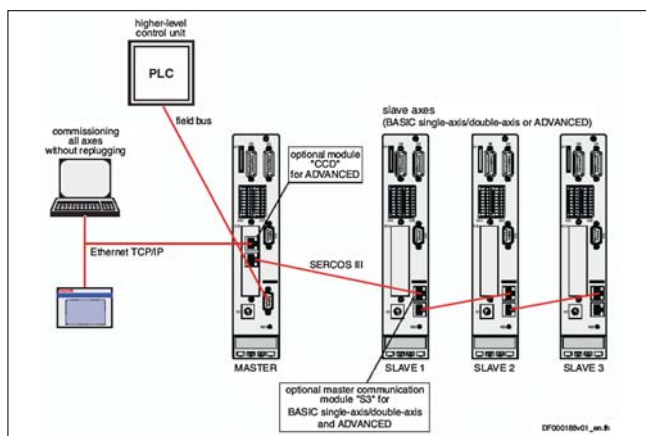 higher-level
control unit
PLC
field bus
slave axes
(BASIC single-axis/double-axis or ADVANCED)
commissioning
all axes
without replugging
optional module
"CCD"
for ADVANCED
Ethernet TCP/IP
SERCOS III
MASTER
SLAVE 1
SLAVE 2
SLAVE 3
optional master communication
module "S3" for
BASIC single-axis/double-axis
and ADVANCED
DF000188v01_en.fh